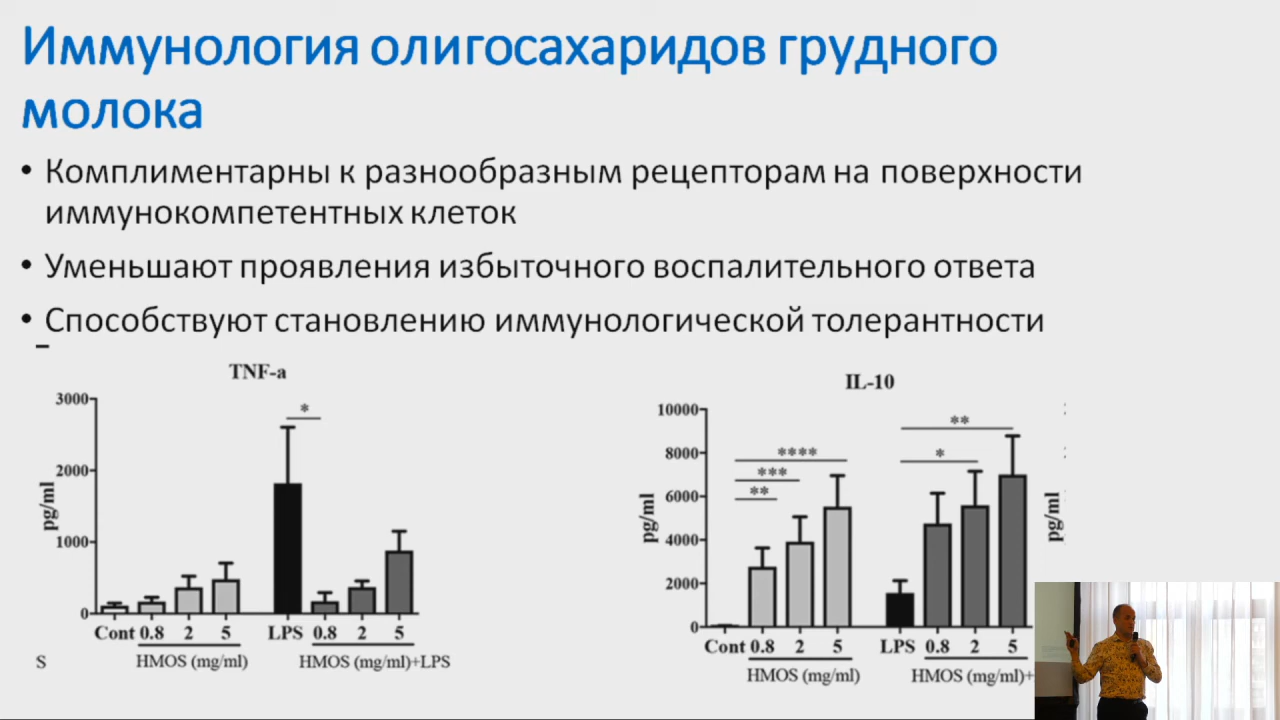 Иммунология олигосахаридов грудного
молока
• Комплиментарны к разнообразным рецепторам на поверхности
иммунокомпетентных клеток
• Уменьшают проявления избыточного воспалительного ответа
• Способствуют становлению иммунологической толерантности
TNF-a
3000
2000
1000
0
pg/ml
*
Cont 0.8 2 5 LPS 0.8 2 5
HMOS (mg/ml) HMOS (mg/ml)+LPS
S
IL-10
10000
8000
6000
4000
2000
0
pg/ml
**
***
****
*
**
Cont 0.8 2 5 LPS 0.8 2 5
HMOS (mg/ml) HMOS (mg/ml)+
pg/ml